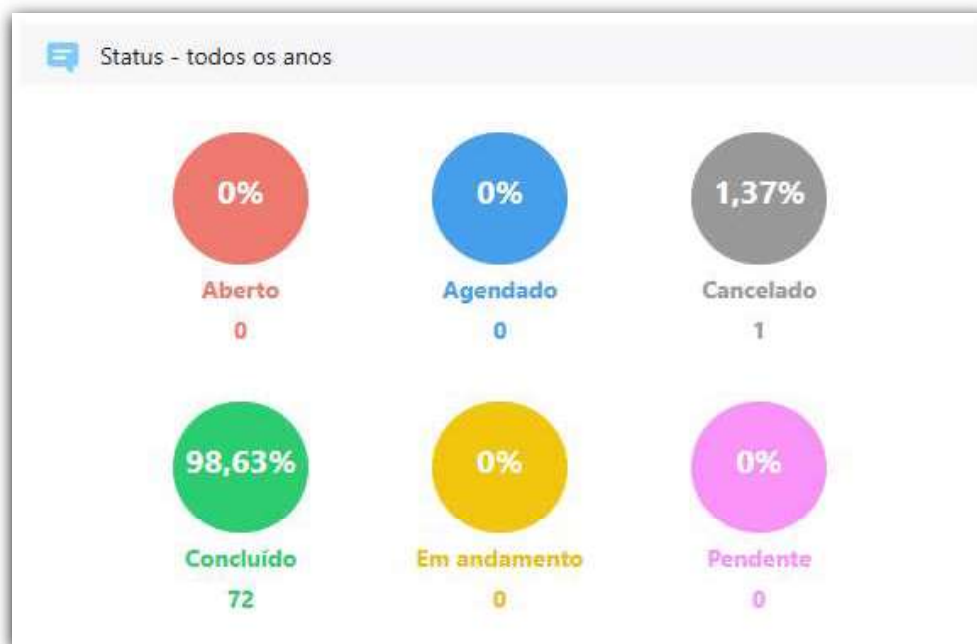 Status - todos os anos
0%
0%
1,37%
Aberto
Agendado
Cancelado
0
0
1
98,63%
0%
0%
Concluído
Em andamento
Pendente
72
0
0